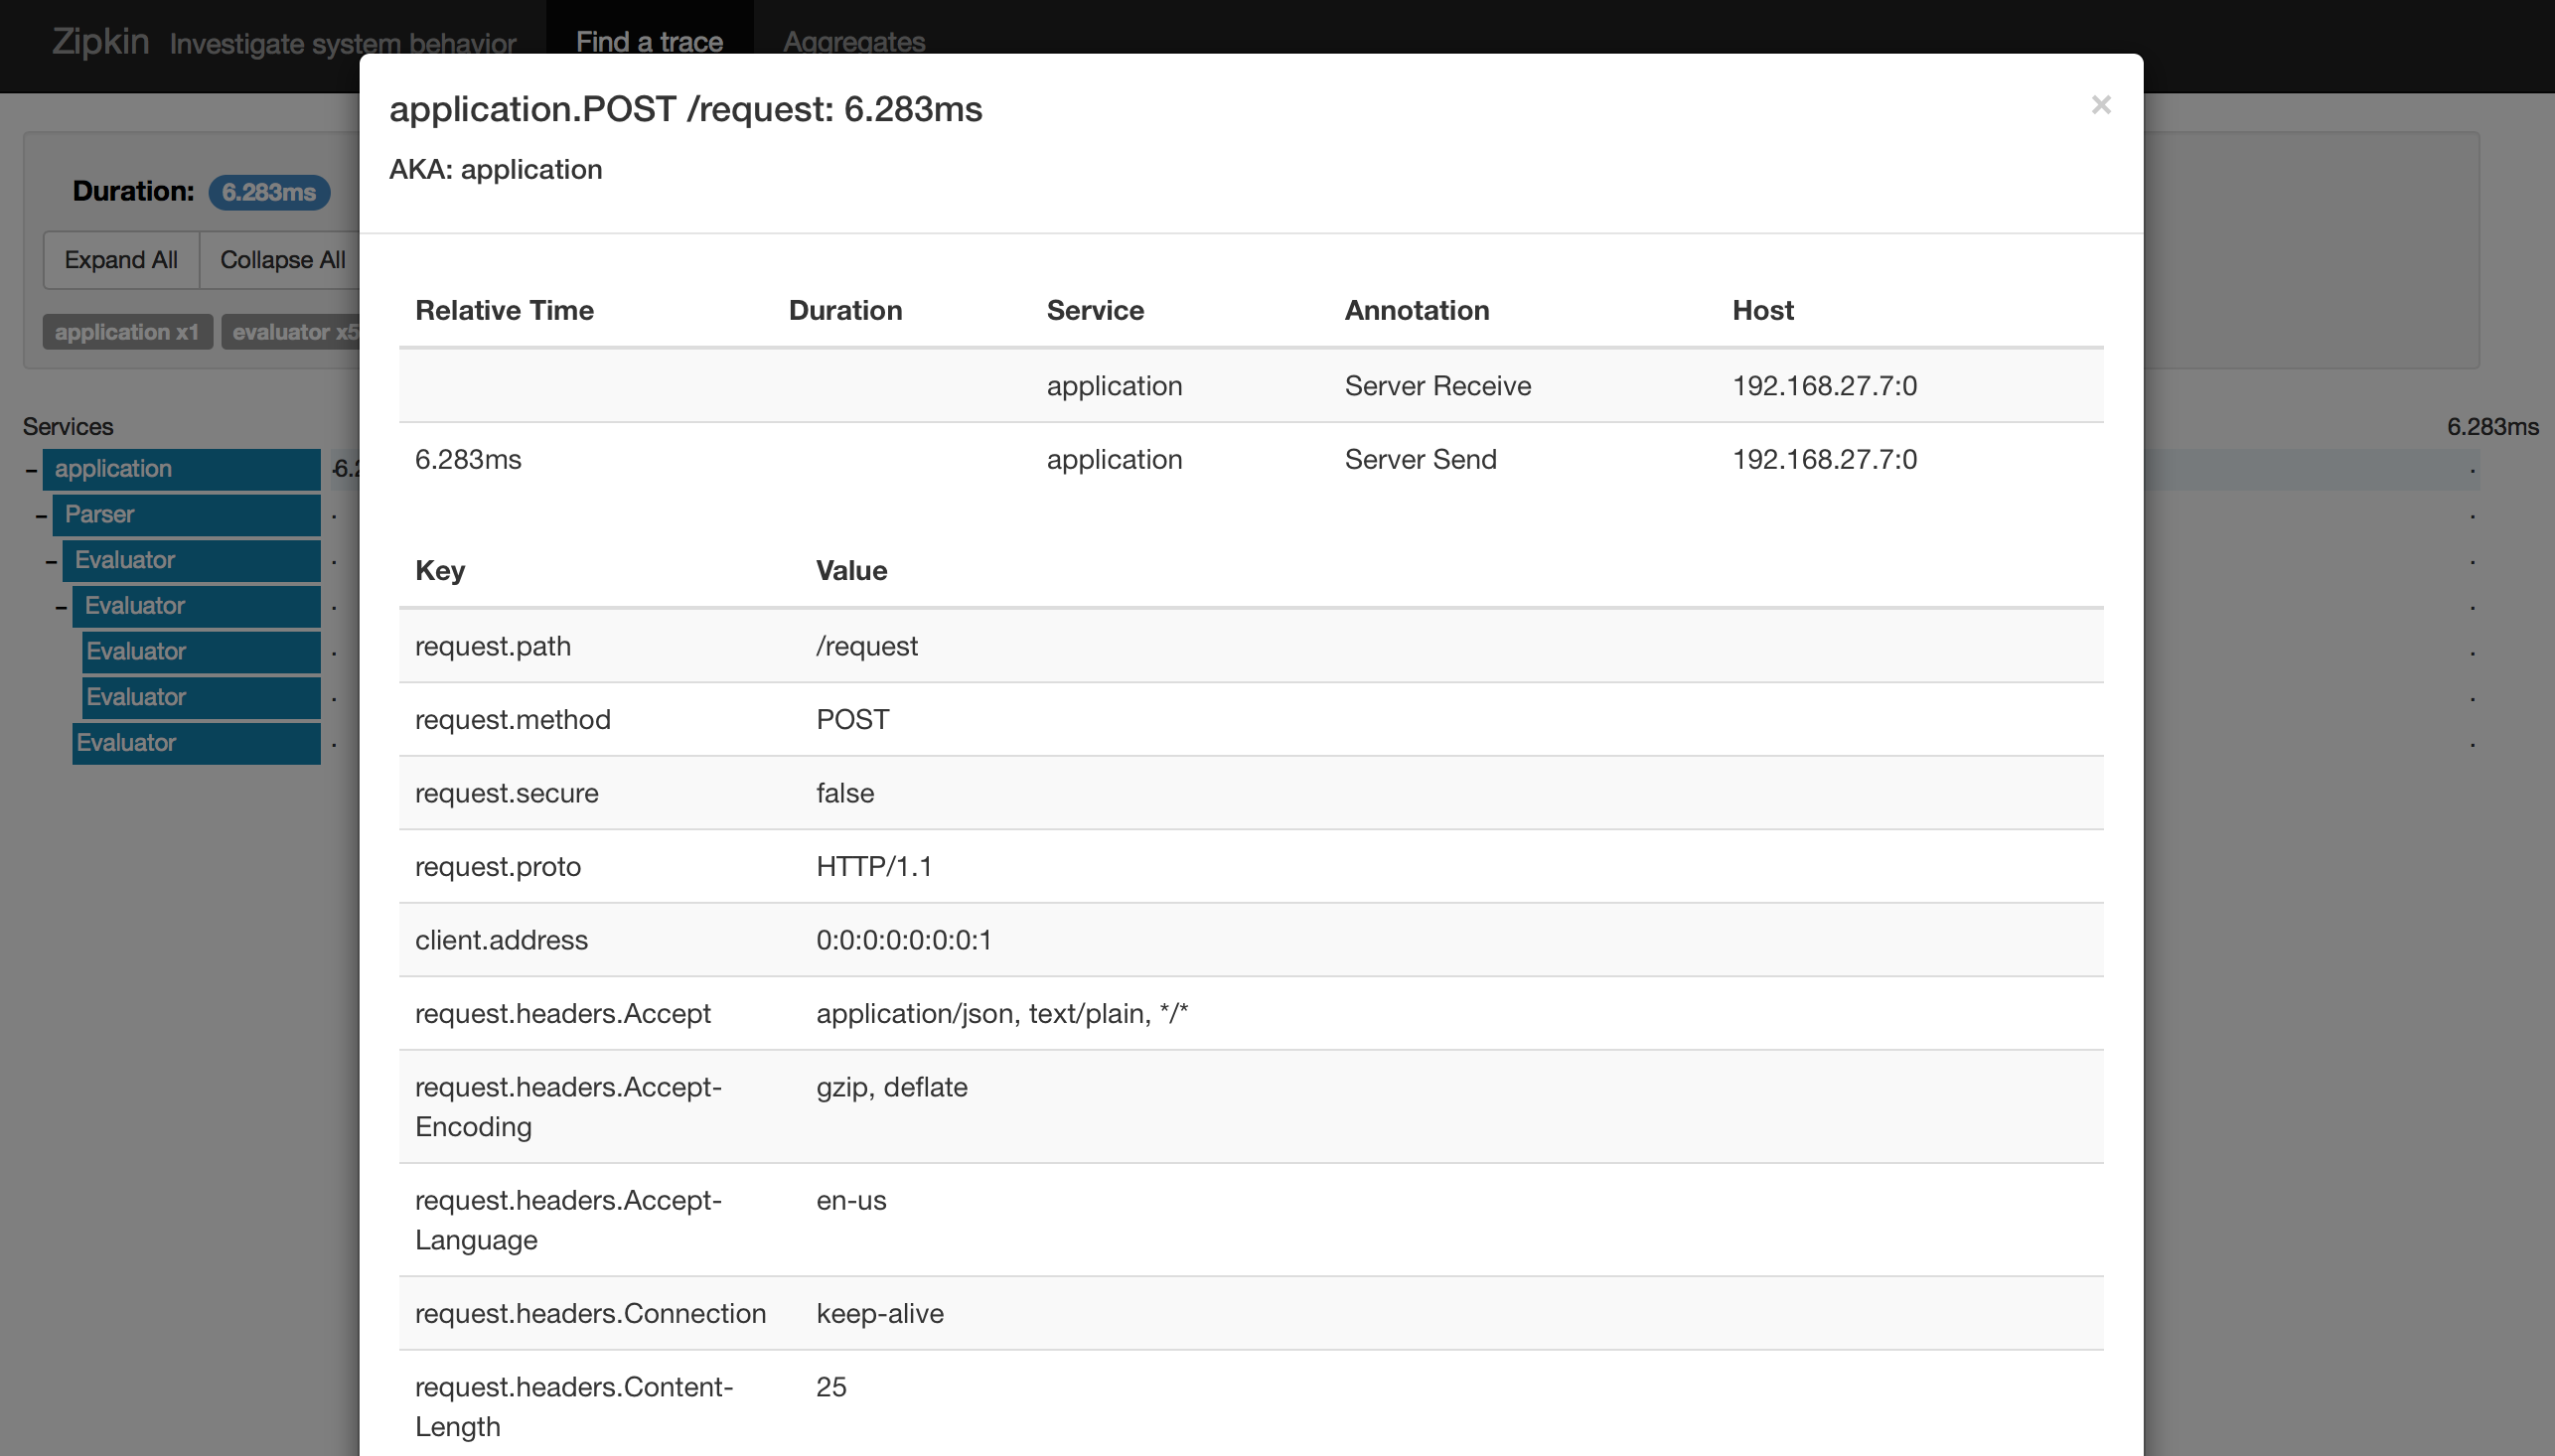 Zipkin Investigate system behavior Find a trace Aggregates
application.POST /request: 6.283ms ×
AKA: application
Duration: 6.283ms
Expand All Collapse All
application x1 evaluator x5
Relative Time Duration Service Annotation Host
application Server Receive 192.168.27.7:0
6.283ms application Server Send 192.168.27.7:0
Services 6.283ms
– application 6.2
– Parser
– Evaluator
– Evaluator
Evaluator
Evaluator
Evaluator
Key Value
request.path /request
request.method POST
request.secure false
request.proto HTTP/1.1
client.address 0:0:0:0:0:0:0:1
request.headers.Accept application/json, text/plain, */*
request.headers.Accept- gzip, deflate
Encoding
request.headers.Accept- en-us
Language
request.headers.Connection keep-alive
request.headers.Content- 25
Length